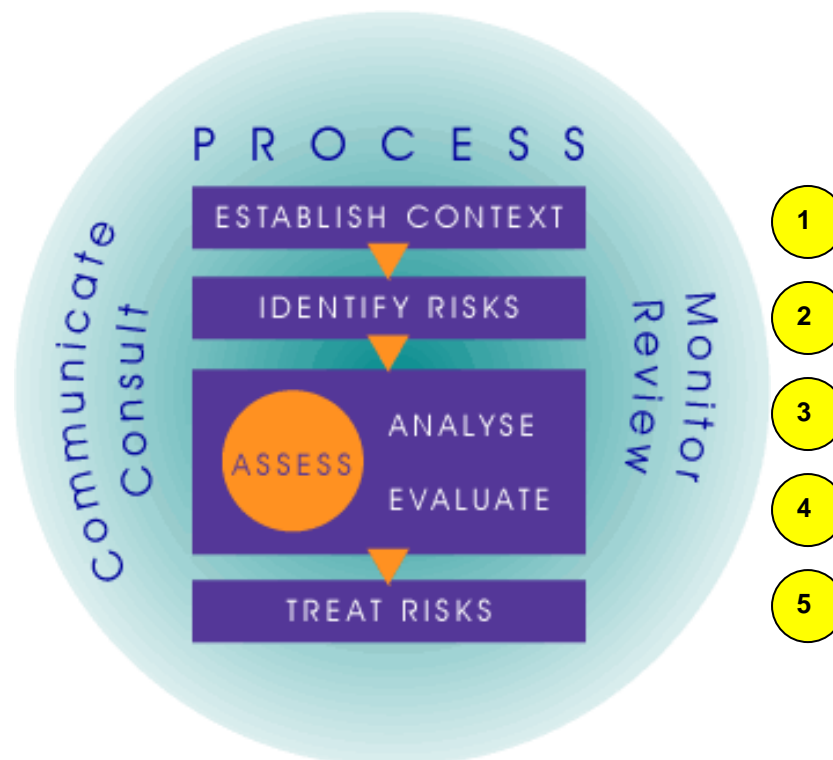 PROCESS
ESTABLISH CONTEXT
IDENTIFY RISKS
ASSESS
ANALYSE
EVALUATE
TREAT RISKS
Communicate
Consult
Monitor
Review
1
2
3
4
5